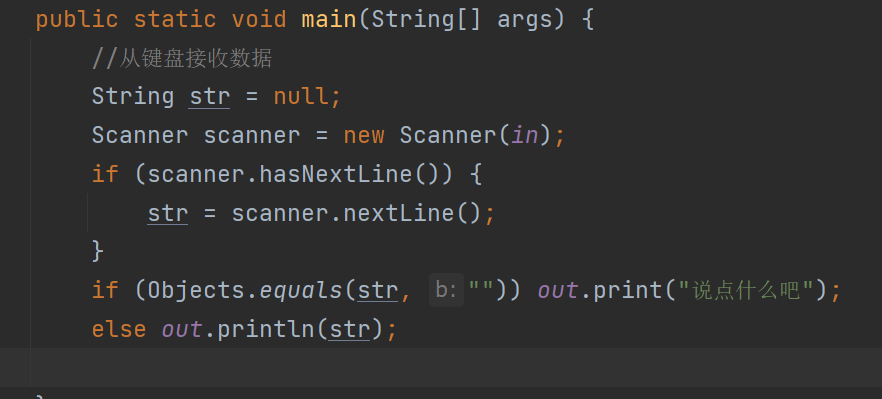 public static void main(String[] args) {
//从键盘接收数据
String str = null;
Scanner scanner = new Scanner(in);
if (scanner.hasNextLine()) {
str = scanner.nextLine();
}
if (Objects.equals(str, b: "")) out.print("说点什么吧");
else out.println(str);